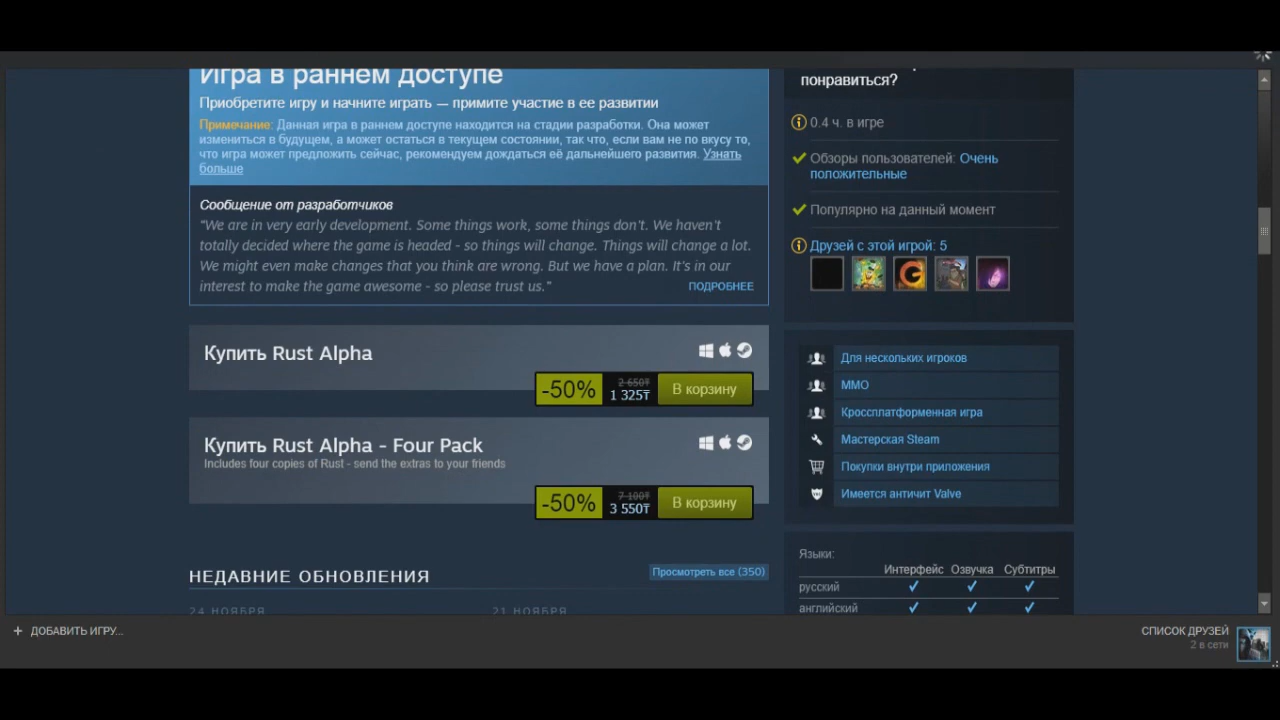 Игра в раннем доступе
Приобретите игру и начните играть — примите участие в ее развитии
Примечание: Данная игра в раннем доступе находится на стадии разработки. Она может
измениться в будущем, а может остаться в текущем состоянии, так что, если вам не по вкусу то,
что игра может предложить сейчас, рекомендуем дождаться её дальнейшего развития. Узнать
больше
Сообщение от разработчиков
"We are in very early development. Some things work, some things don't. We haven't
totally decided where the game is headed - so things will change. Things will change a lot.
We might even make changes that you think are wrong. But we have a plan. It's in our
interest to make the game awesome - so please trust us."
ПОДРОБНЕЕ
Купить Rust Alpha
-50%
2 650₸
1 325₸
В корзину
Купить Rust Alpha - Four Pack
Includes four copies of Rust - send the extras to your friends
-50%
7 100₸
3 550₸
В корзину
НЕДАВНИЕ ОБНОВЛЕНИЯ
Просмотреть все (350)
24 НОЯБРЯ
21 НОЯБРЯ
понравиться?
0.4 ч. в игре
Обзоры пользователей: Очень
положительные
Популярно на данный момент
Друзей с этой игрой: 5
Для нескольких игроков
MMO
Кроссплатформенная игра
Мастерская Steam
Покупки внутри приложения
Имеется античит Valve
Языки:
Интерфейс Озвучка Субтитры
русский
английский
+ ДОБАВИТЬ ИГРУ...
СПИСОК ДРУЗЕЙ
2 в сети